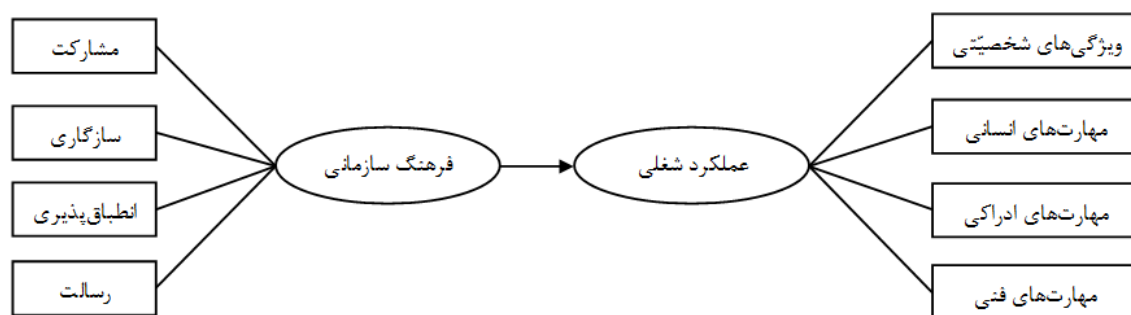 مشارکت
سازگاری
انطباق‌پذیری
رسالت
فرهنگ سازمانی
عملکرد شغلی
ویژگی‌های شخصیّتی
مهارت‌های انسانی
مهارت‌های ادراکی
مهارت‌های فنی